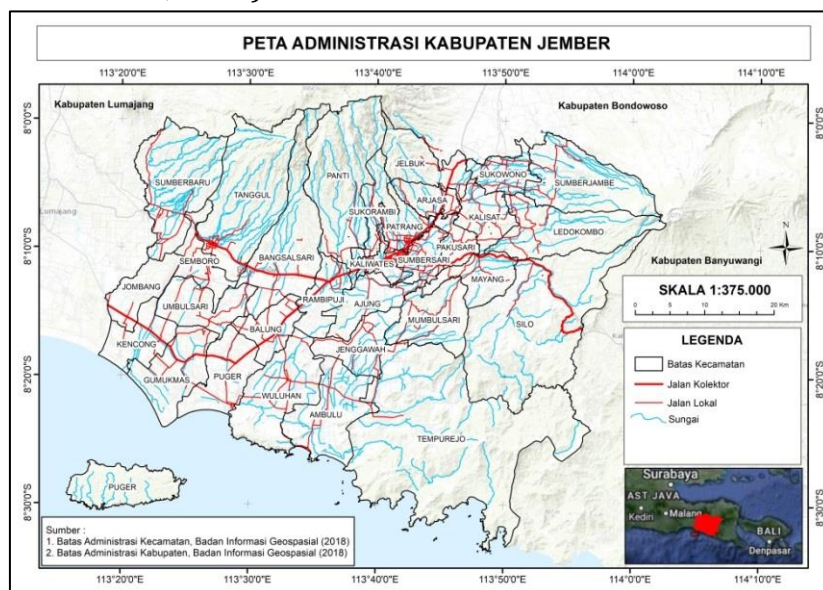 PETA ADMINISTRASI KABUPATEN JEMBER
113°20'0"E 113°30'0"E 113°40'0"E 113°50'0"E 114°0'0"E 114°10'0"E
Kabupaten Lumajang
Kabupaten Bondowoso
8°0'0"S
8°0'0"S
JELBUK
SUKOWONO
SUMBERJAMBE
SUMBERBARU
TANGGUL
PANTI
ARJASA
SUKORAMBI
KALISAT
PATRANG
LEDOKOMBO
Lumajang
8°10'0"S
8°10'0"S
BANGSALSARI
PAKUSARI
SEMBORO
KALIWATES
SUMBERSARI
Kabupaten Banyuwangi
MAYANG
JOMBANG
RAMBIPUJI
AJUNG
UMBULSARI
MUMBULSARI
SILO
BALUNG
KENCONG
JENGGAWAH
GUMUKMAS
PUGER
WULUHAN
AMBULU
TEMPUREJO
8°20'0"S
8°20'0"S
PUGER
8°30'0"S
8°30'0"S
N
SKALA 1:375.000
0 5 10 20 Km
LEGENDA
Batas Kecamatan
Jalan Kolektor
Jalan Lokal
Sungai
Surabaya
AST JAVA
Kediri
Malang
BALI
Denpasar
Sumber :
1. Batas Administrasi Kecamatan, Badan Informasi Geospasial (2018)
2. Batas Administrasi Kabupaten, Badan Informasi Geospasial (2018)
113°20'0"E 113°30'0"E 113°40'0"E 113°50'0"E 114°0'0"E 114°10'0"E